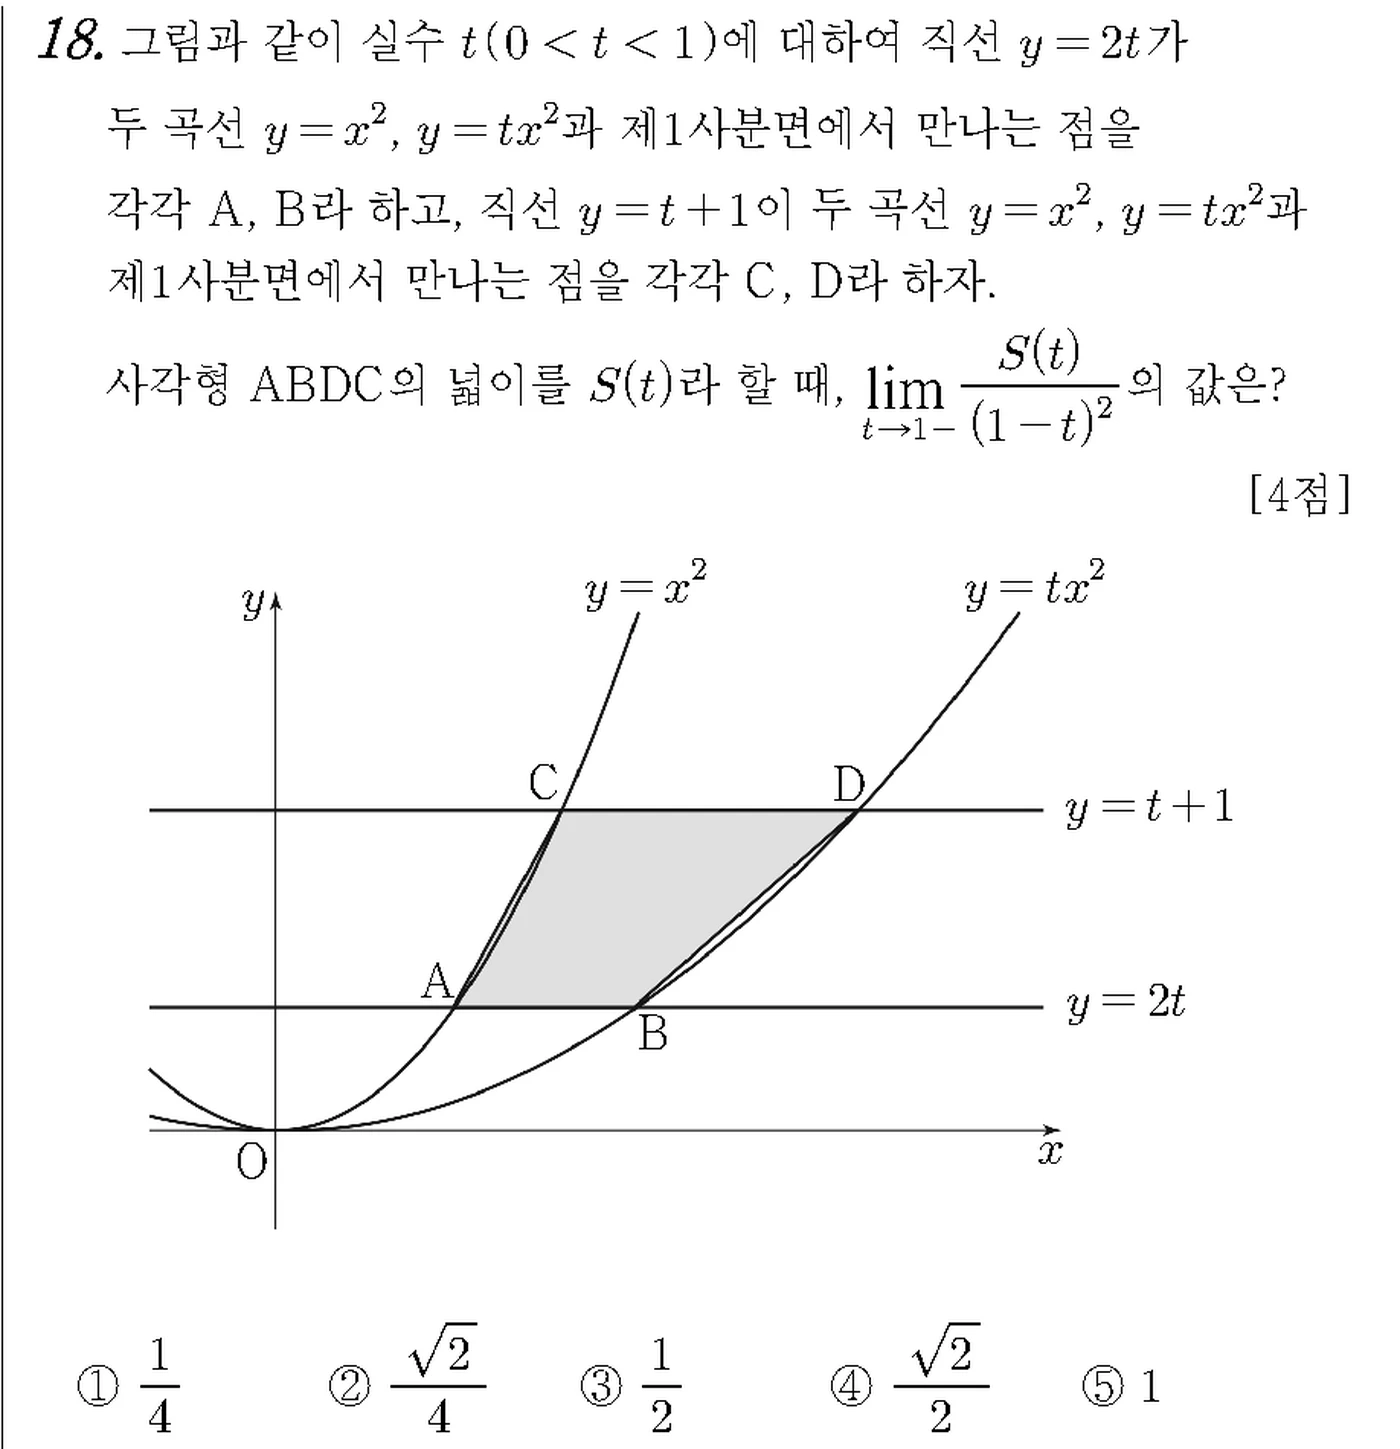 18. 그림과 같이 실수 t(0 < t < 1)에 대하여 직선 y = 2t가
두 곡선 y = x², y = tx²과 제1사분면에서 만나는 점을
각각 A, B라 하고, 직선 y = t + 1이 두 곡선 y = x², y = tx²과
제1사분면에서 만나는 점을 각각 C, D라 하자.
사각형 ABDC의 넓이를 S(t)라 할 때, lim_{t→1−} S(t)/(1 − t)²의 값은?
[4점]
y = x² y = tx²
y
C D
y = t + 1
A
y = 2t
B
O x
① 1/4 ② √2/4 ③ 1/2 ④ √2/2 ⑤ 1